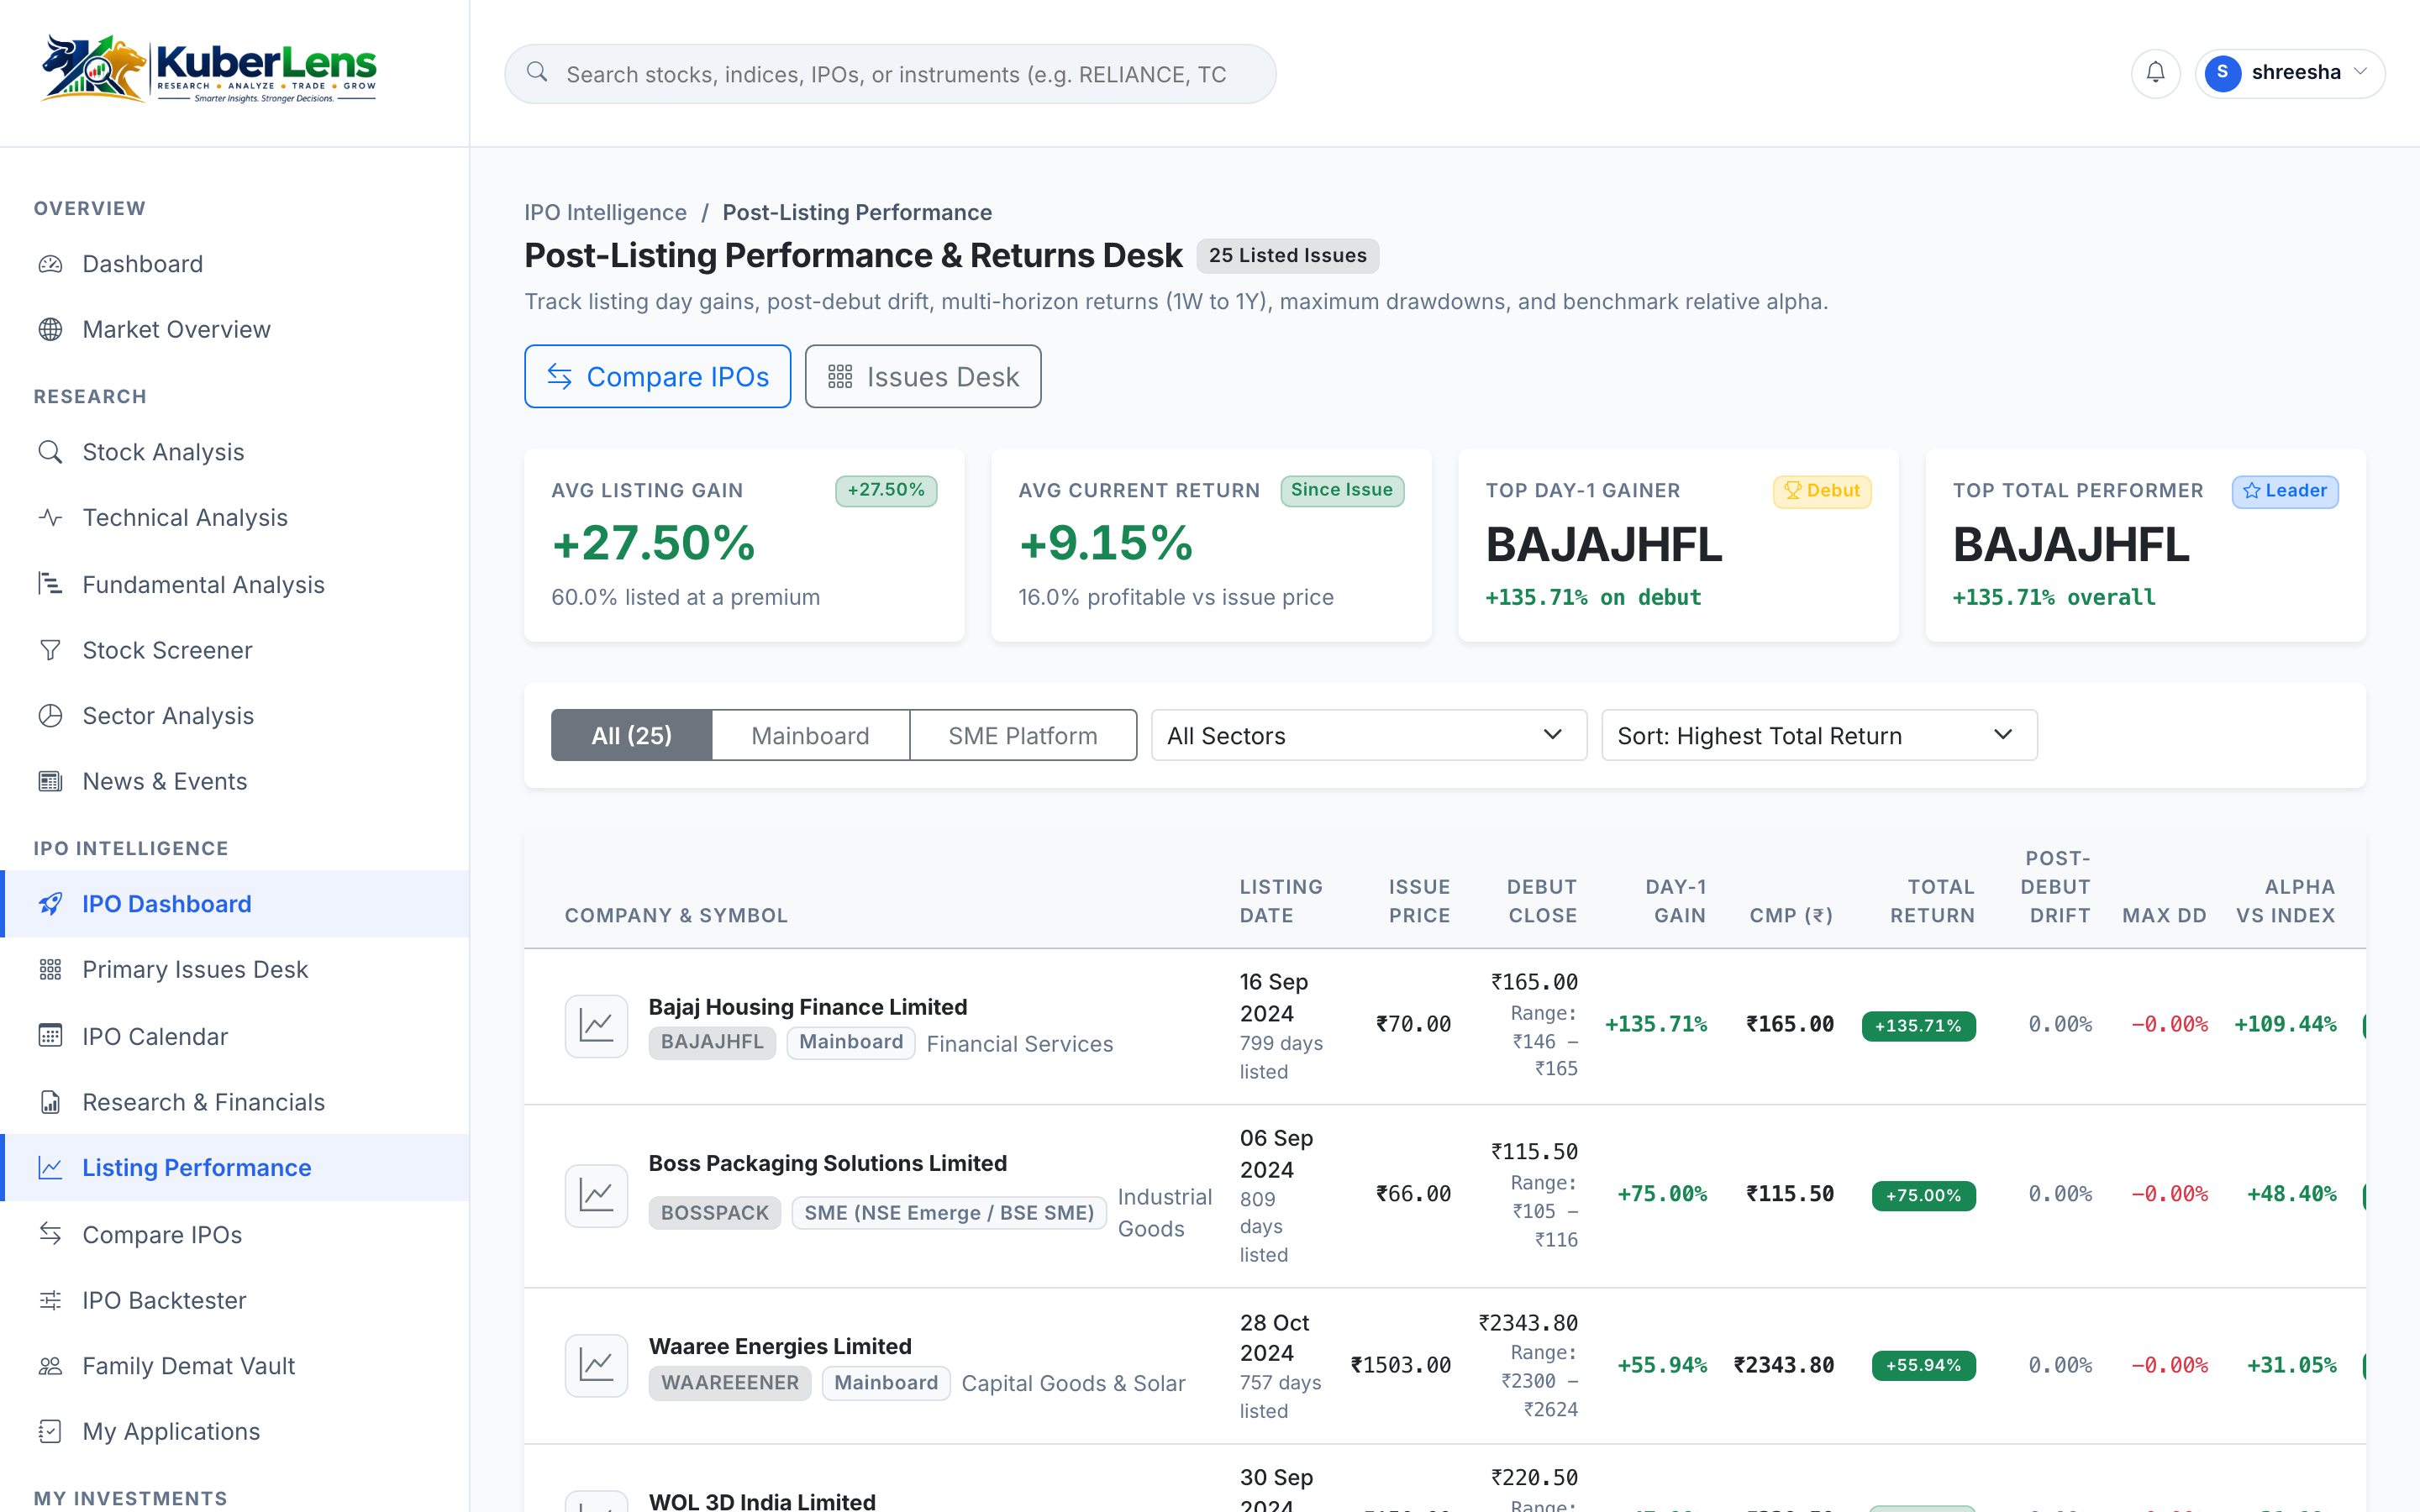 KuberLens
RESEARCH • ANALYZE • TRADE • GROW
Smarter Insights. Stronger Decisions.
Search stocks, indices, IPOs, or instruments (e.g. RELIANCE, TC
S
shreesha
OVERVIEW
Dashboard
Market Overview
RESEARCH
Stock Analysis
Technical Analysis
Fundamental Analysis
Stock Screener
Sector Analysis
News & Events
IPO INTELLIGENCE
IPO Dashboard
Primary Issues Desk
IPO Calendar
Research & Financials
Listing Performance
Compare IPOs
IPO Backtester
Family Demat Vault
My Applications
MY INVESTMENTS
IPO Intelligence / Post-Listing Performance
Post-Listing Performance & Returns Desk 25 Listed Issues
Track listing day gains, post-debut drift, multi-horizon returns (1W to 1Y), maximum drawdowns, and benchmark relative alpha.
Compare IPOs Issues Desk
AVG LISTING GAIN +27.50%
+27.50%
60.0% listed at a premium
AVG CURRENT RETURN Since Issue
+9.15%
16.0% profitable vs issue price
TOP DAY-1 GAINER Debut
BAJAJHFL
+135.71% on debut
TOP TOTAL PERFORMER Leader
BAJAJHFL
+135.71% overall
All (25) Mainboard SME Platform All Sectors Sort: Highest Total Return
COMPANY & SYMBOL
LISTING
DATE
ISSUE
PRICE
DEBUT
CLOSE
DAY-1
GAIN
CMP (₹)
TOTAL
RETURN
POST-
DEBUT
DRIFT
MAX DD
ALPHA
VS INDEX
Bajaj Housing Finance Limited
BAJAJHFL Mainboard Financial Services
16 Sep
2024
799 days
listed
₹70.00
₹165.00
Range:
₹146 –
₹165
+135.71%
₹165.00
+135.71%
0.00%
-0.00%
+109.44%
Boss Packaging Solutions Limited
BOSSPACK SME (NSE Emerge / BSE SME)
Industrial
Goods
06 Sep
2024
809
days
listed
₹66.00
₹115.50
Range:
₹105 –
₹116
+75.00%
₹115.50
+75.00%
0.00%
-0.00%
+48.40%
Waaree Energies Limited
WAAREEENER Mainboard Capital Goods & Solar
28 Oct
2024
757 days
listed
₹1503.00
₹2343.80
Range:
₹2300 –
₹2624
+55.94%
₹2343.80
+55.94%
0.00%
-0.00%
+31.05%
WOL 3D India Limited
30 Sep
2024
₹220.50
Range: